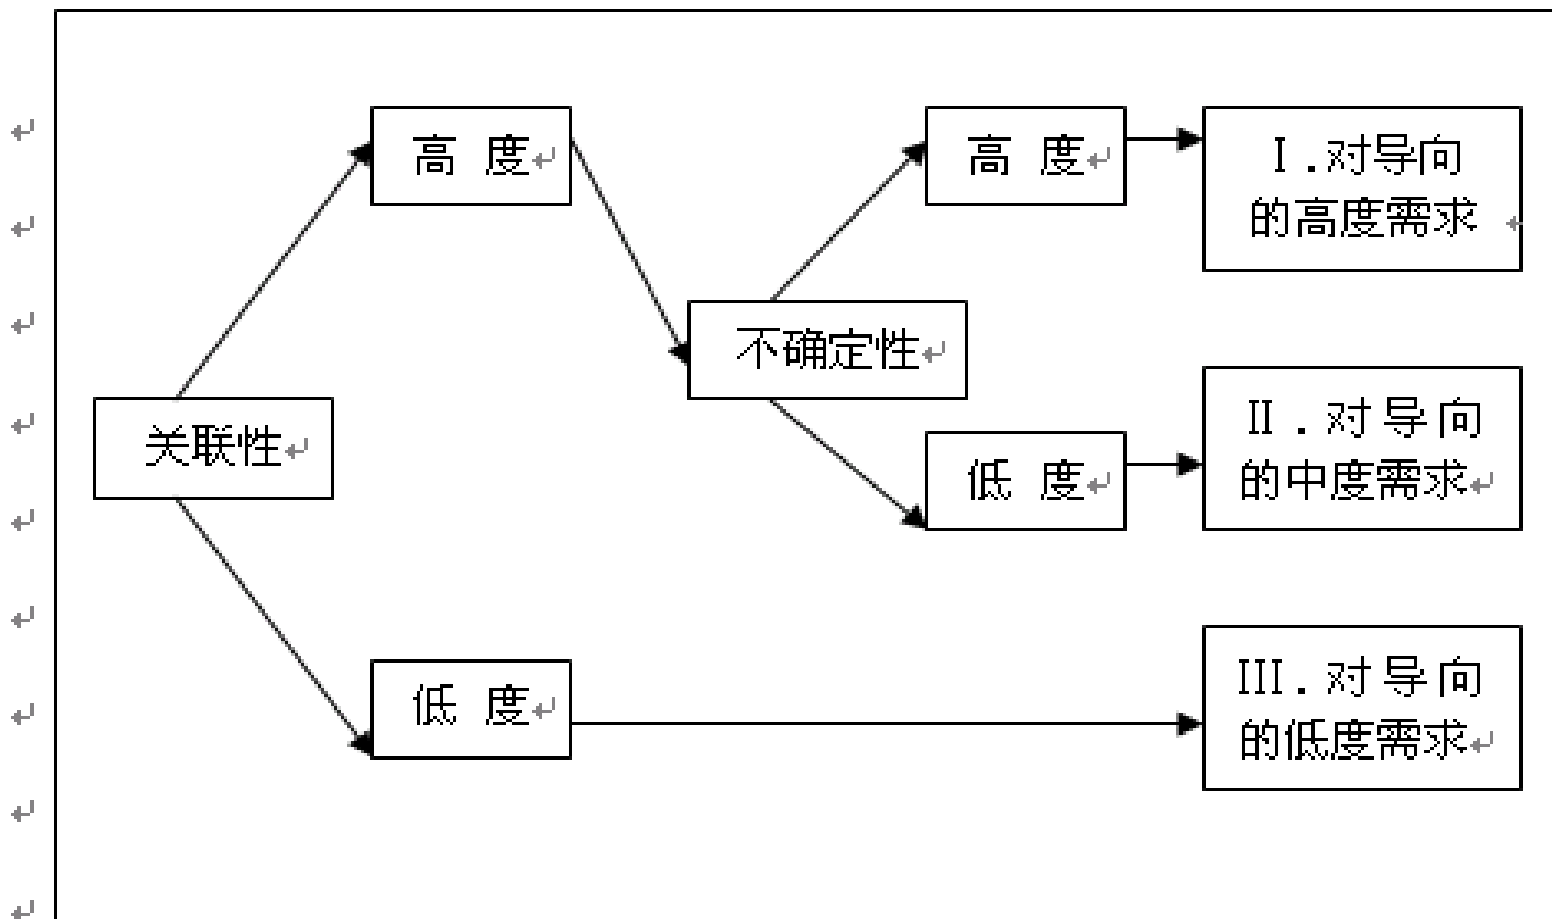 高 度
高 度
Ⅰ.对导向
的高度需求
不确定性
关联性
低 度
Ⅱ.对导向
的中度需求
低 度
Ⅲ.对导向
的低度需求